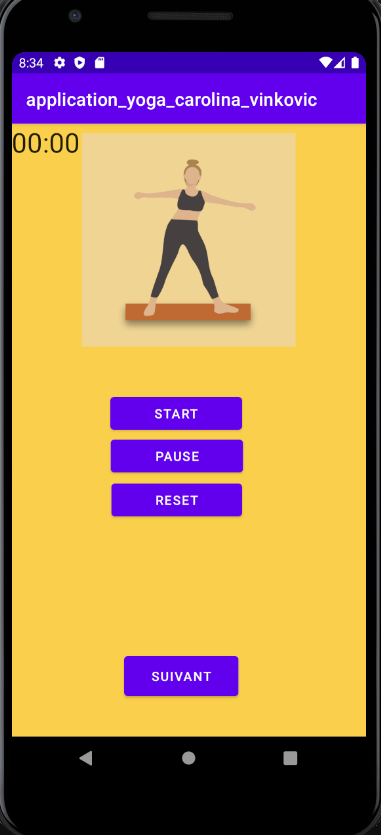 8:34
application_yoga_carolina_vinkovic
00:00
START
PAUSE
RESET
SUIVANT